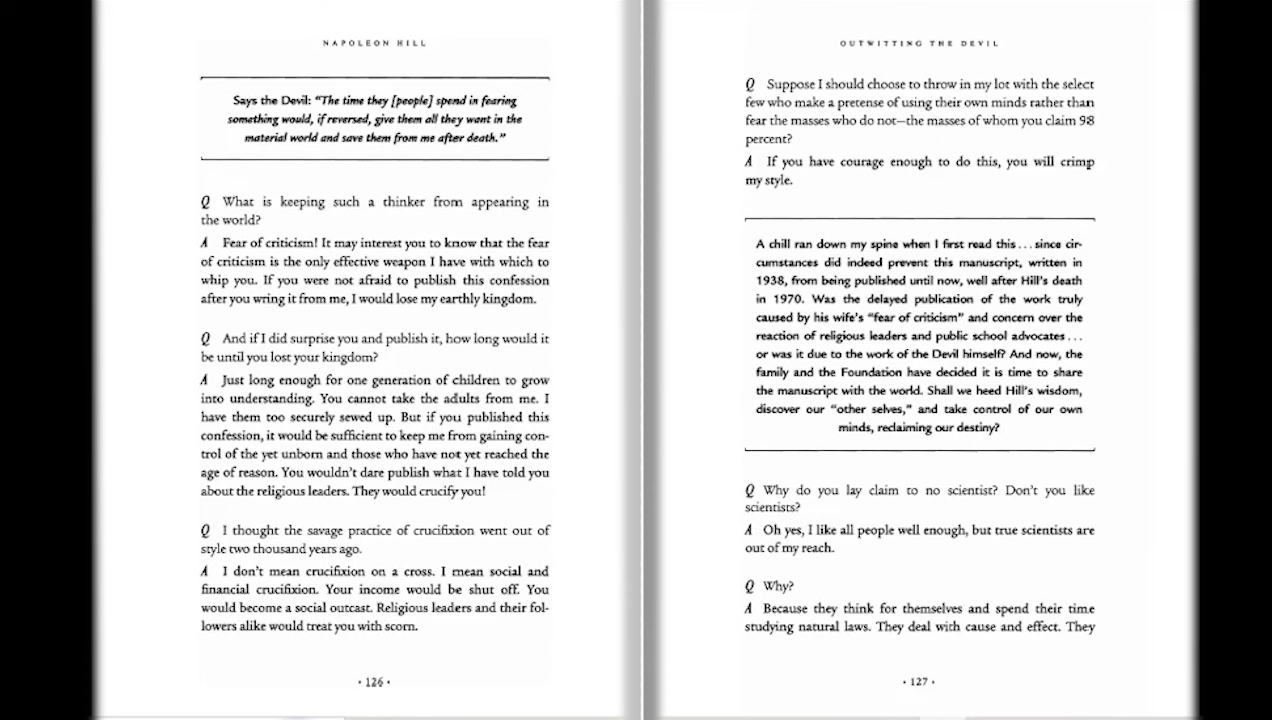 NAPOLEON HILL
Says the Devil: "The time they [people] spend in fearing
something would, if reversed, give them all they want in the
material world and save them from me after death."
Q What is keeping such a thinker from appearing in
the world?
A Fear of criticism! It may interest you to know that the fear
of criticism is the only effective weapon I have with which to
whip you. If you were not afraid to publish this confession
after you wring it from me, I would lose my earthly kingdom.
Q And if I did surprise you and publish it, how long would it
be until you lost your kingdom?
A Just long enough for one generation of children to grow
into understanding. You cannot take the adults from me. I
have them too securely sewed up. But if you published this
confession, it would be sufficient to keep me from gaining con-
trol of the yet unborn and those who have not yet reached the
age of reason. You wouldn't dare publish what I have told you
about the religious leaders. They would crucify you!
Q I thought the savage practice of crucifixion went out of
style two thousand years ago.
A I don't mean crucifixion on a cross. I mean social and
financial crucifixion. Your income would be shut off. You
would become a social outcast. Religious leaders and their fol-
lowers alike would treat you with scorn.
· 126 ·
OUTWITTING THE DEVIL
Q Suppose I should choose to throw in my lot with the select
few who make a pretense of using their own minds rather than
fear the masses who do not—the masses of whom you claim 98
percent?
A If you have courage enough to do this, you will crimp
my style.
A chill ran down my spine when I first read this . . . since cir-
cumstances did indeed prevent this manuscript, written in
1938, from being published until now, well after Hill's death
in 1970. Was the delayed publication of the work truly
caused by his wife's "fear of criticism" and concern over the
reaction of religious leaders and public school advocates . . .
or was it due to the work of the Devil himself? And now, the
family and the Foundation have decided it is time to share
the manuscript with the world. Shall we heed Hill's wisdom,
discover our "other selves," and take control of our own
minds, reclaiming our destiny?
Q Why do you lay claim to no scientist? Don't you like
scientists?
A Oh yes, I like all people well enough, but true scientists are
out of my reach.
Q Why?
A Because they think for themselves and spend their time
studying natural laws. They deal with cause and effect. They
· 127 ·